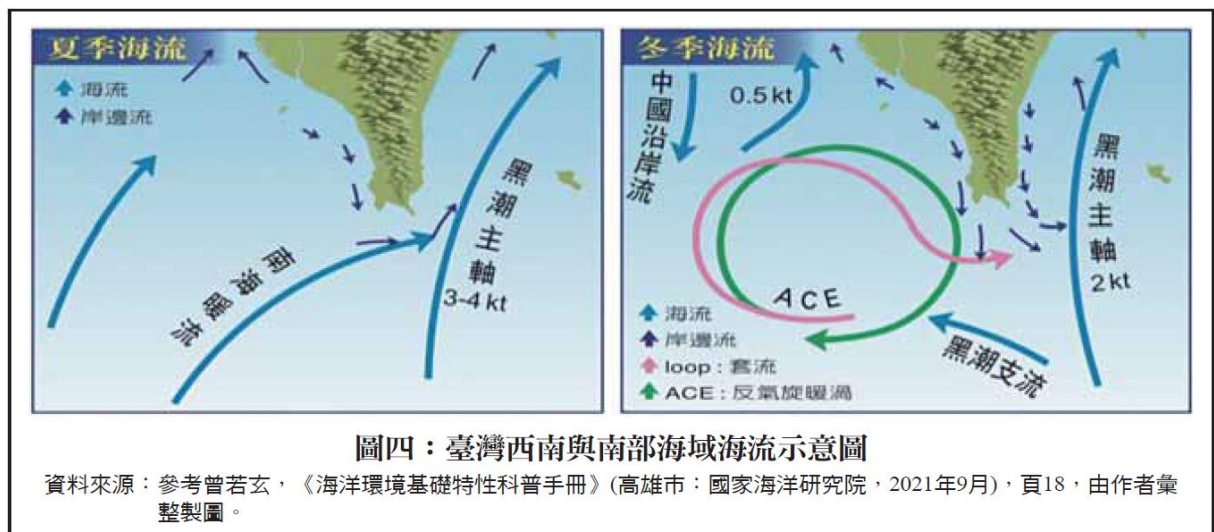 夏季海流
海流
岸邊流
南海暖流
黑潮主軸
3-4 kt
冬季海流
中國沿岸流
0.5 kt
黑潮主軸
2 kt
ACE
黑潮支流
海流
岸邊流
loop：套流
ACE：反氣旋暖渦
圖四：臺灣西南與南部海域海流示意圖
資料來源：參考曾若玄，《海洋環境基礎特性科普手冊》(高雄市：國家海洋研究院，2021年9月)，頁18，由作者彙
整製圖。